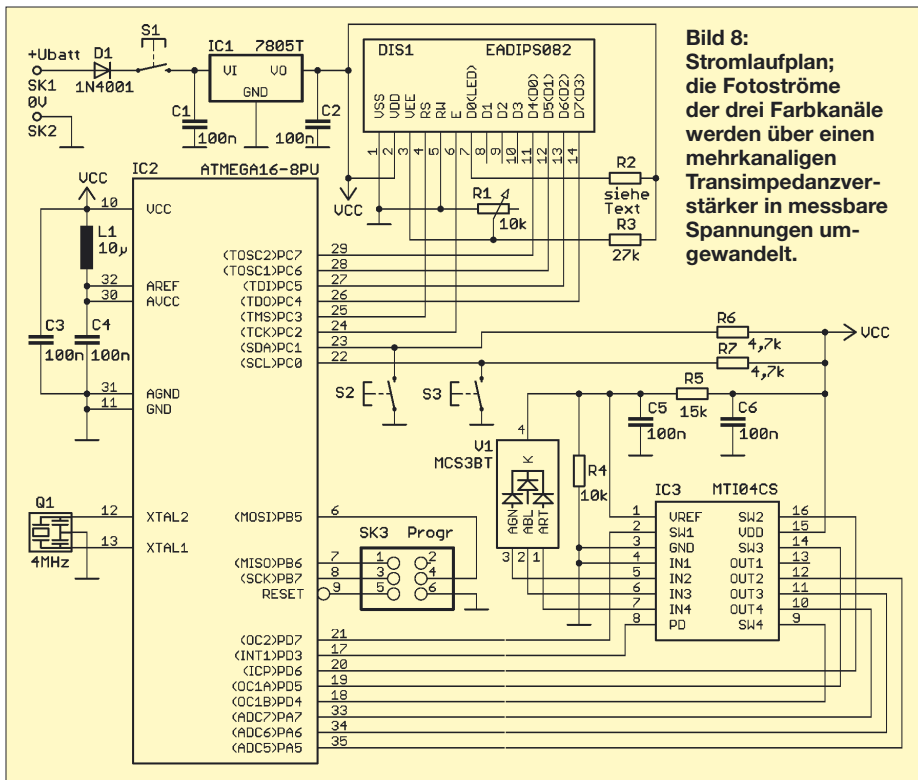 Bild 8:
Stromlaufplan;
die Fotoströme
der drei Farbkanäle
werden über einen
mehrkanaligen
Transimpedanzver-
stärker in messbare
Spannungen um-
gewandelt.
+Ubatt
SK1
0V
SK2
D1
1N4001
S1
IC1 7805T
VI VO
GND
C1
100n
C2
100n
DIS1 EADIPS082
VSS
VDD
VEE
RS
RW
E
D0(LED)
D1
D2
D3
D4(D0)
D5(D1)
D6(D2)
D7(D3)
1 2 3 4 5 6 7 8 9 10 11 12 13 14
VCC
R1
10k
R2
siehe
Text
R3
27k
IC2 ATMEGA16-8PU
VCC
10 VCC
L1
10µ
32 AREF
30 AVCC
C3
100n
C4
100n
31 AGND
11 GND
Q1
4MHz
12 XTAL2
13 XTAL1
(TOSC2)PC7 29
(TOSC1)PC6 28
(TDI)PC5 27
(TDO)PC4 26
(TMS)PC3 25
(TCK)PC2 24
(SDA)PC1 23
(SCL)PC0 22
(MOSI)PB5 6
(MISO)PB6 7
(SCK)PB7 8
RESET 9
(OC2)PD7 21
(INT1)PD3 17
(ICP)PD6 20
(OC1A)PD5 19
(OC1B)PD4 18
(ADC7)PA7 33
(ADC6)PA6 34
(ADC5)PA5 35
SK3 Progr
1 2
3 4
5 6
S2
S3
R6
4,7k
R7
4,7k
VCC
R5
15k
C5
100n
C6
100n
R4
10k
V1
MCS3BT
4
K
AGN
ABL
ART
3 2 1
IC3 MTI04CS
1 VREF SW2 16
2 SW1 VDD 15
3 GND SW3 14
4 IN1 OUT1 13
5 IN2 OUT2 12
6 IN3 OUT3 11
7 IN4 OUT4 10
8 PD SW4 9